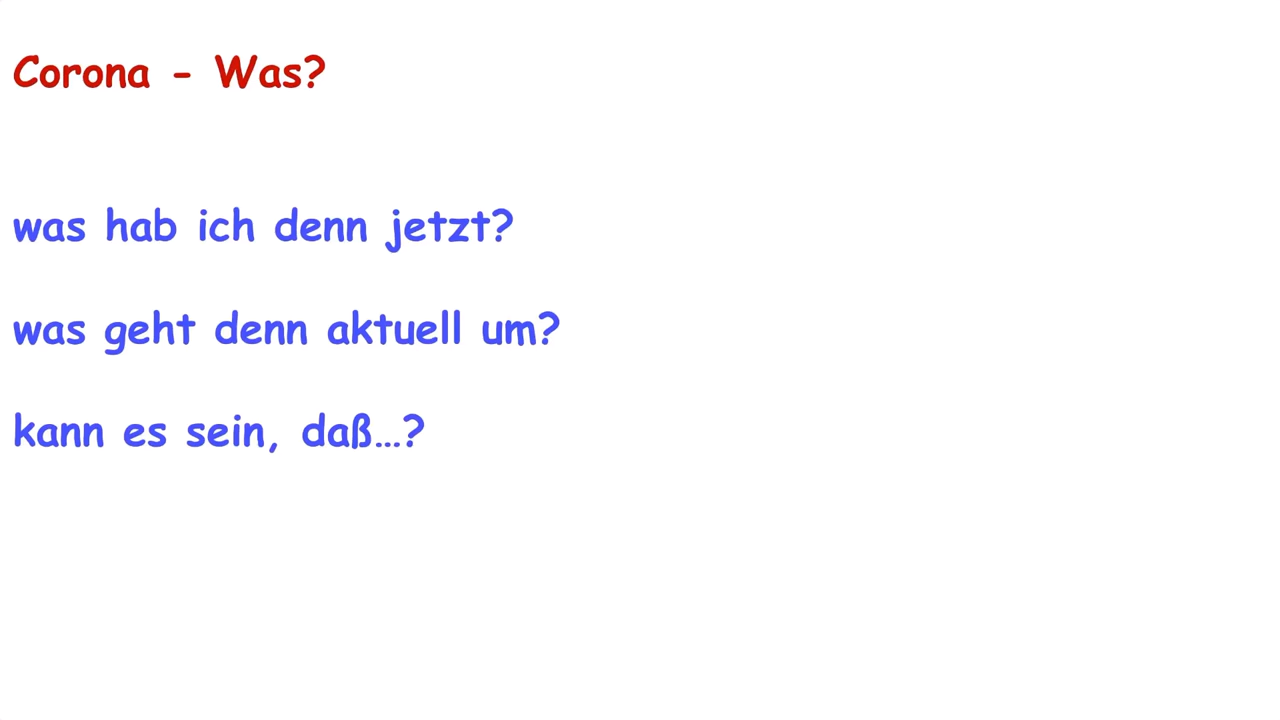 Corona - Was?
was hab ich denn jetzt?
was geht denn aktuell um?
kann es sein, daß...?